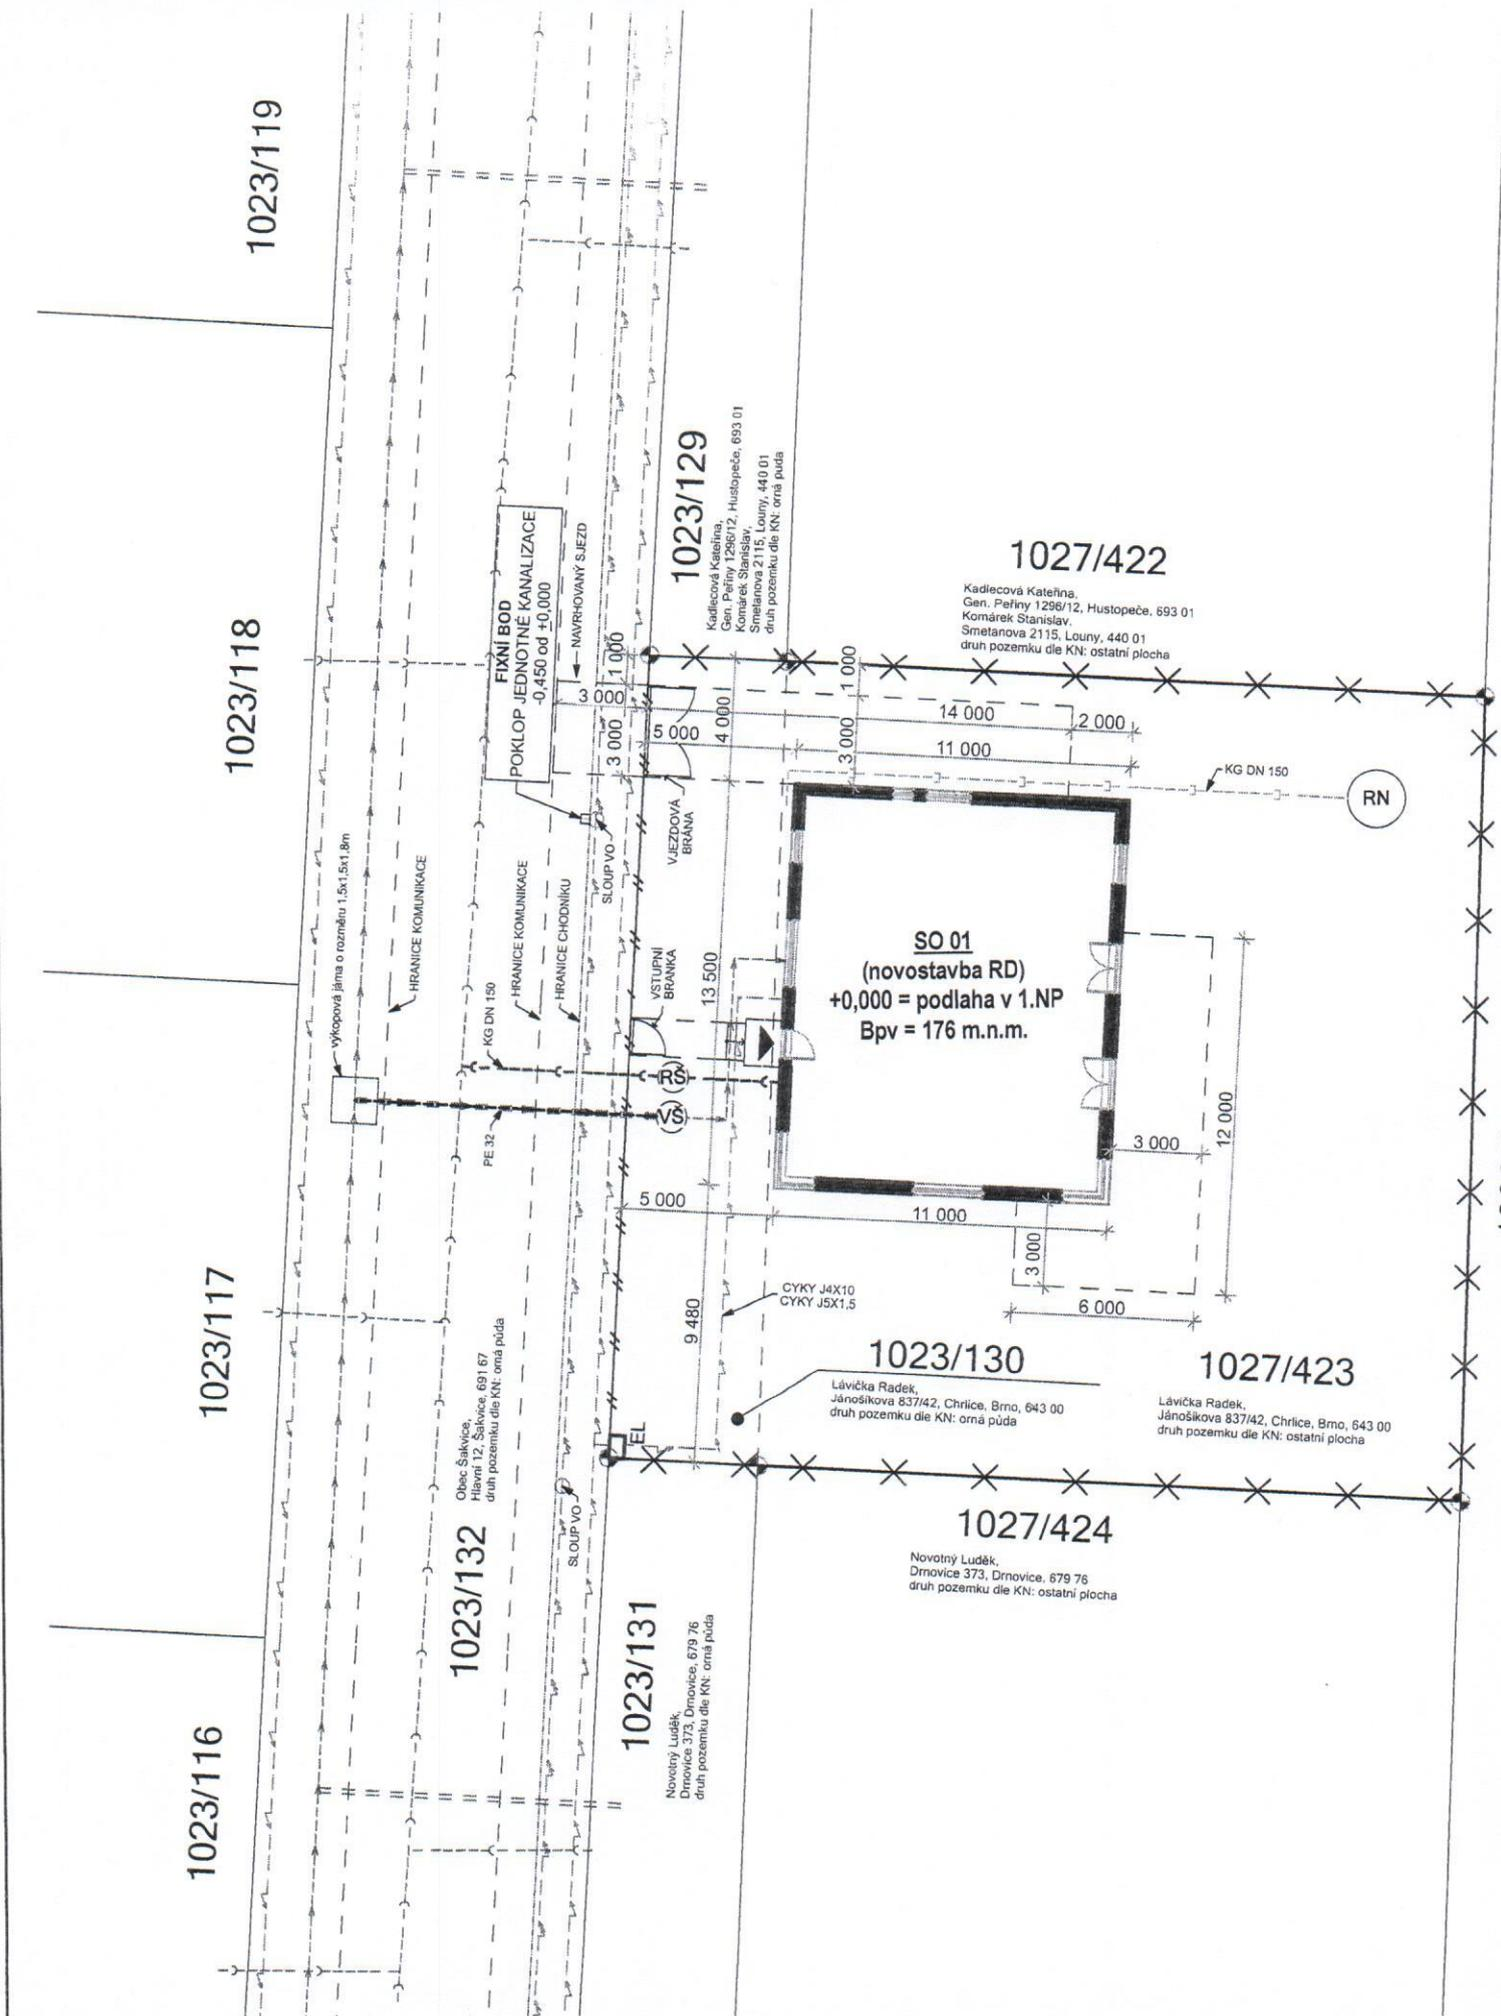 1023/119
1023/118
1023/117
1023/116
výkopová jáma o rozměru 1,5x1,5x1,8m
HRANICE KOMUNIKACE
KG DN 150
HRANICE KOMUNIKACE
HRANICE CHODNÍKU
PE 32
FIXNÍ BOD
POKLOP JEDNOTNÉ KANALIZACE
-0,450 od ±0,000
NAVRHOVANÝ SJEZD
SLOUP VO
VJEZDOVÁ
BRÁNA
VSTUPNÍ
BRANKA
RŠ
VŠ
1023/129
Kadlecová Kateřina,
Gen. Peřiny 1296/12, Hustopeče, 693 01
Komárek Stanislav,
Smetanova 2115, Louny, 440 01
druh pozemku dle KN: orná půda
1027/422
Kadlecová Kateřina,
Gen. Peřiny 1296/12, Hustopeče, 693 01
Komárek Stanislav,
Smetanova 2115, Louny, 440 01
druh pozemku dle KN: ostatní plocha
1 000
3 000
3 000
5 000
4 000
1 000
3 000
14 000
2 000
11 000
KG DN 150
RN
SO 01
(novostavba RD)
+0,000 = podlaha v 1.NP
Bpv = 176 m.n.m.
13 500
5 000
11 000
3 000
12 000
3 000
6 000
9 480
CYKY J4X10
CYKY J5X1,5
1023/130
Lávička Radek,
Jánošíkova 837/42, Chrlice, Brno, 643 00
druh pozemku dle KN: orná půda
1027/423
Lávička Radek,
Jánošíkova 837/42, Chrlice, Brno, 643 00
druh pozemku dle KN: ostatní plocha
EL
SLOUP VO
Obec Šakvice,
Hlavní 12, Šakvice, 691 67
druh pozemku dle KN: orná půda
1023/132
1023/131
Novotný Luděk,
Drnovice 373, Drnovice, 679 76
druh pozemku dle KN: orná půda
1027/424
Novotný Luděk,
Drnovice 373, Drnovice, 679 76
druh pozemku dle KN: ostatní plocha